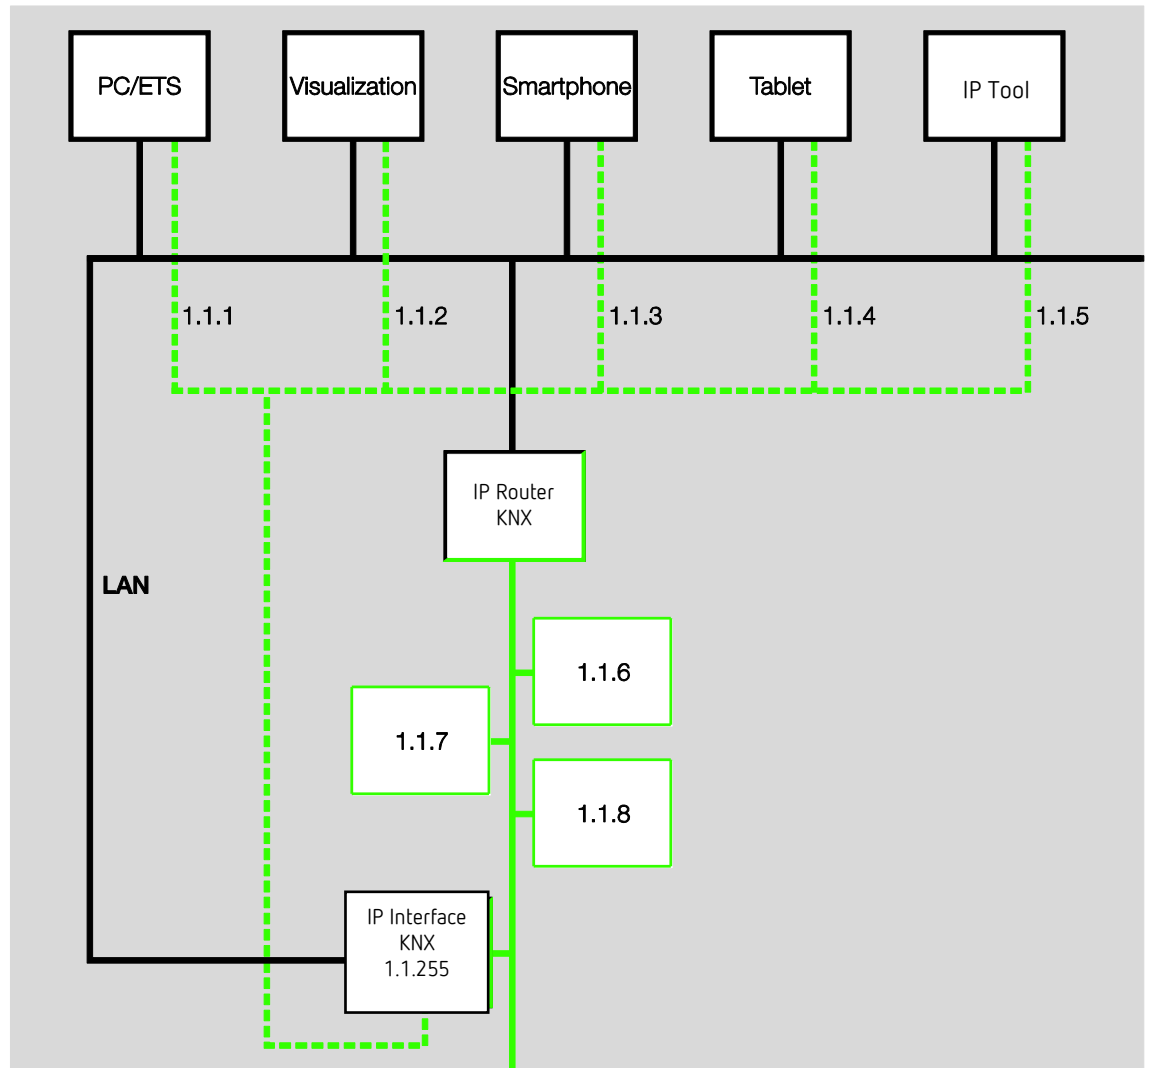 PC/ETS
Visualization
Smartphone
Tablet
IP Tool
1.1.1
1.1.2
1.1.3
1.1.4
1.1.5
IP Router
KNX
LAN
1.1.6
1.1.7
1.1.8
IP Interface
KNX
1.1.255